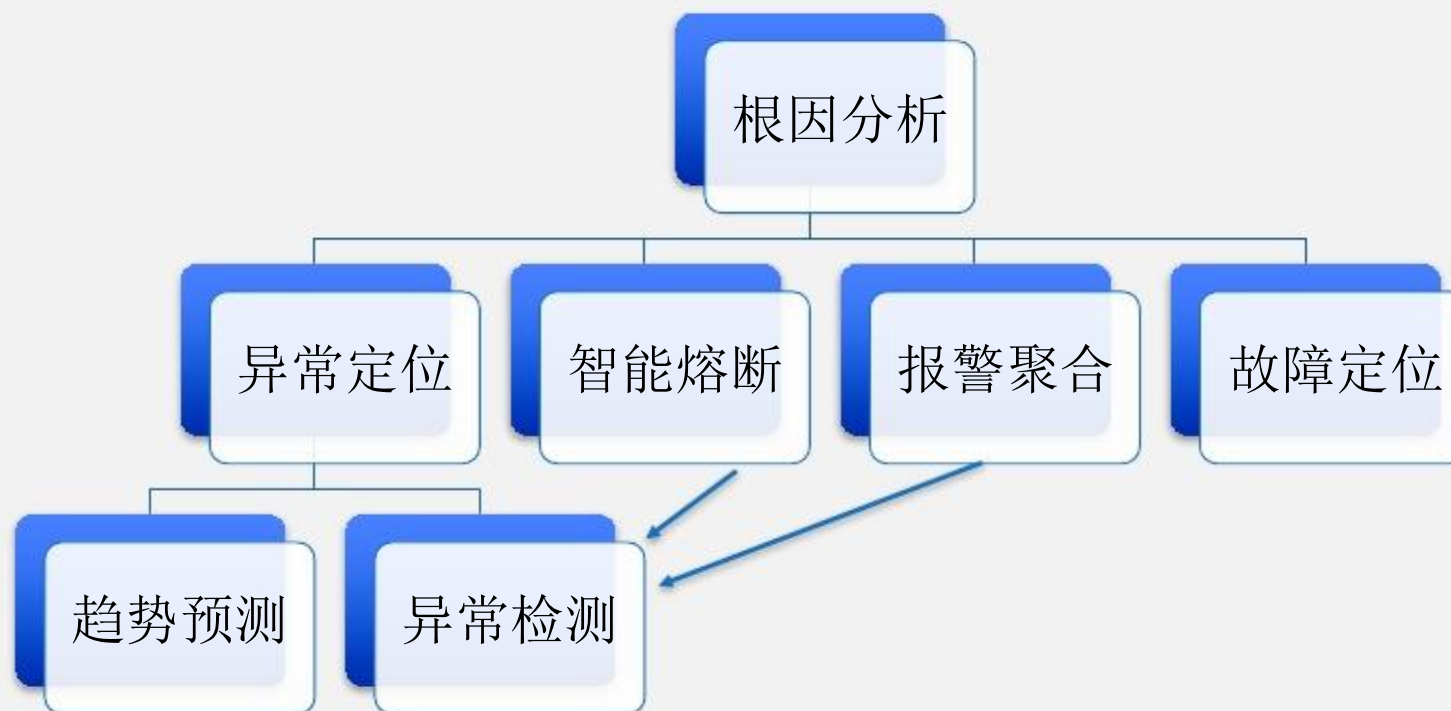 根因分析
异常定位
智能熔断
报警聚合
故障定位
趋势预测
异常检测